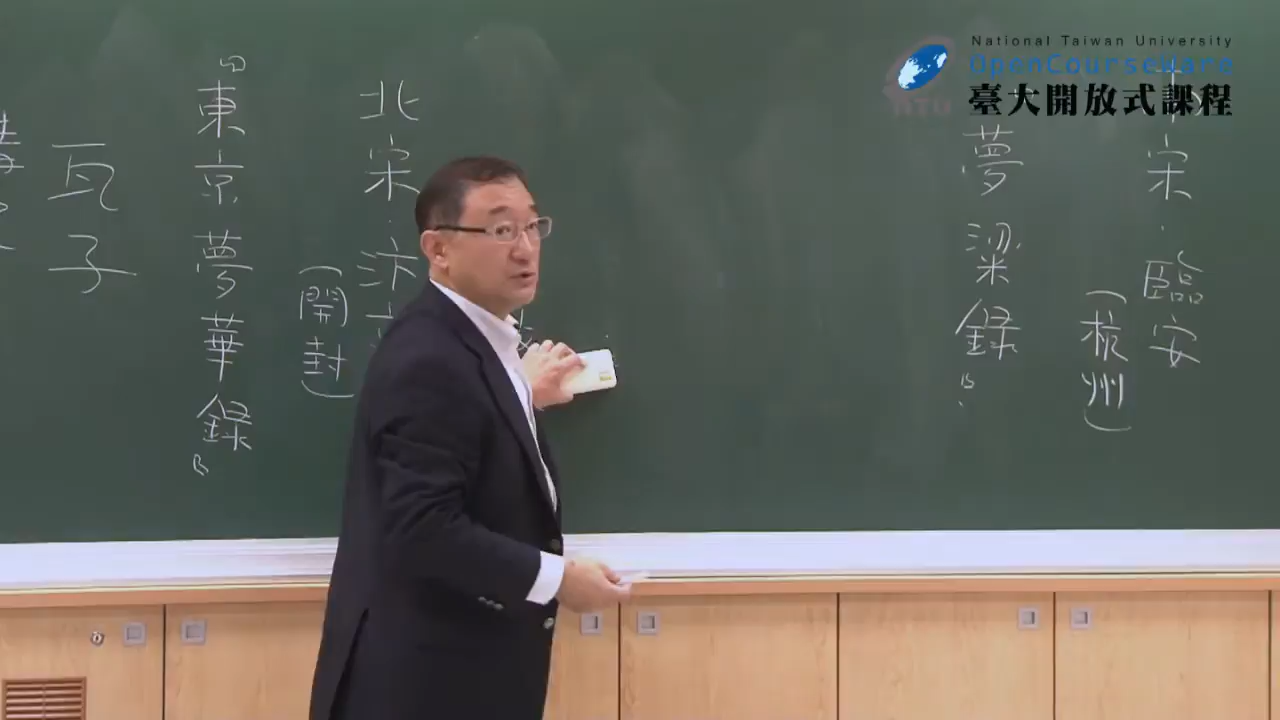 National Taiwan University
OpenCourseWare
臺大開放式課程
宋·臨安
(杭州)
夢粱錄』
北宋·汴
(開封)
『東京夢華錄』
瓦子